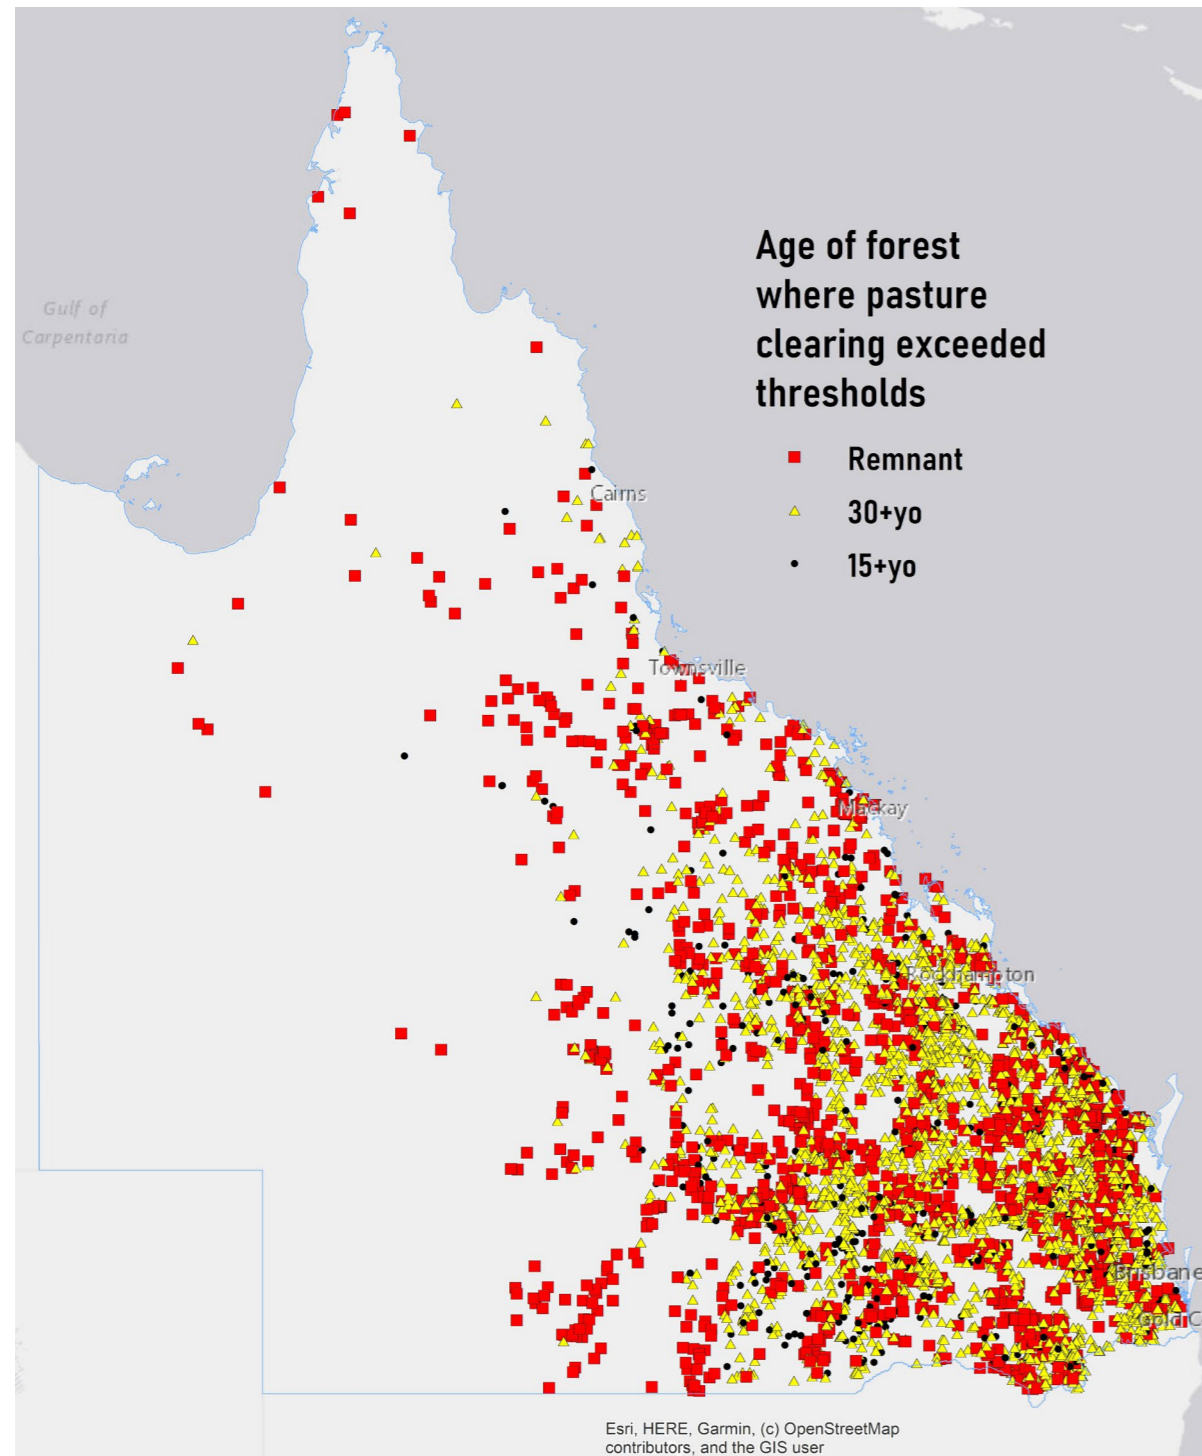 Age of forest
where pasture
clearing exceeded
thresholds
Remnant
30+yo
15+yo
Gulf of
Carpentaria
Cairns
Townsville
Mackay
Rockhampton
Brisbane
Gold C
Esri, HERE, Garmin, (c) OpenStreetMap
contributors, and the GIS user